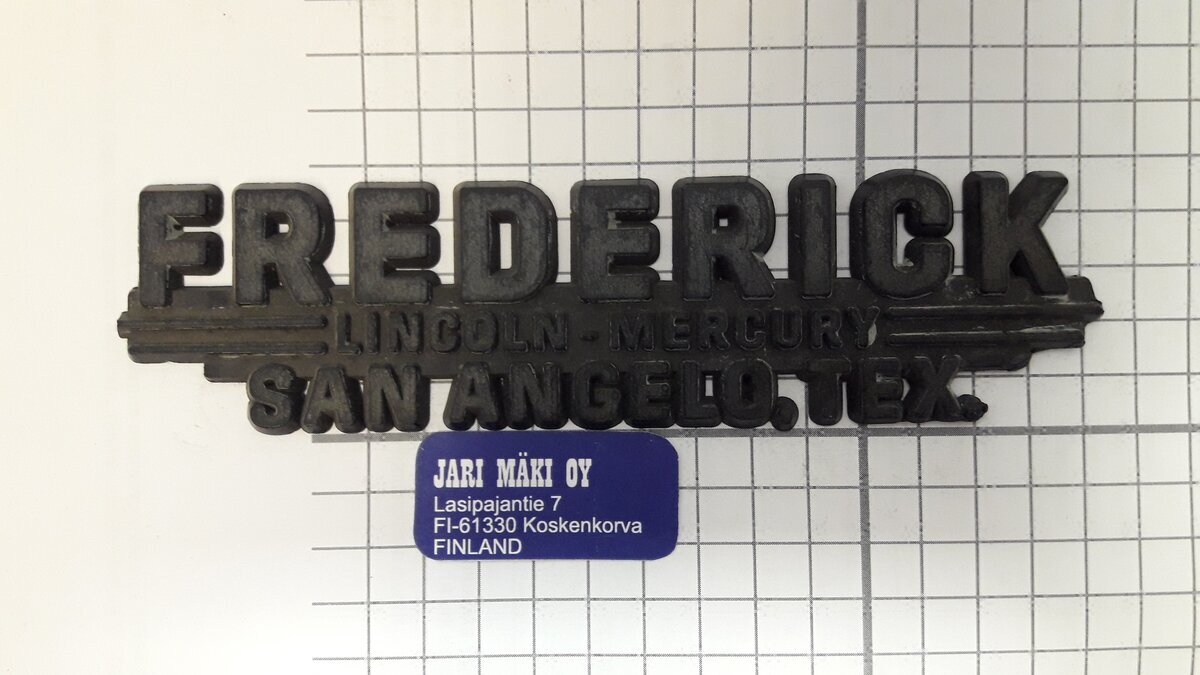 FREDERICK
LINCOLN - MERCURY
SAN ANGELO, TEX.
JARI MÄKI OY
Lasipajantie 7
FI-61330 Koskenkorva
FINLAND